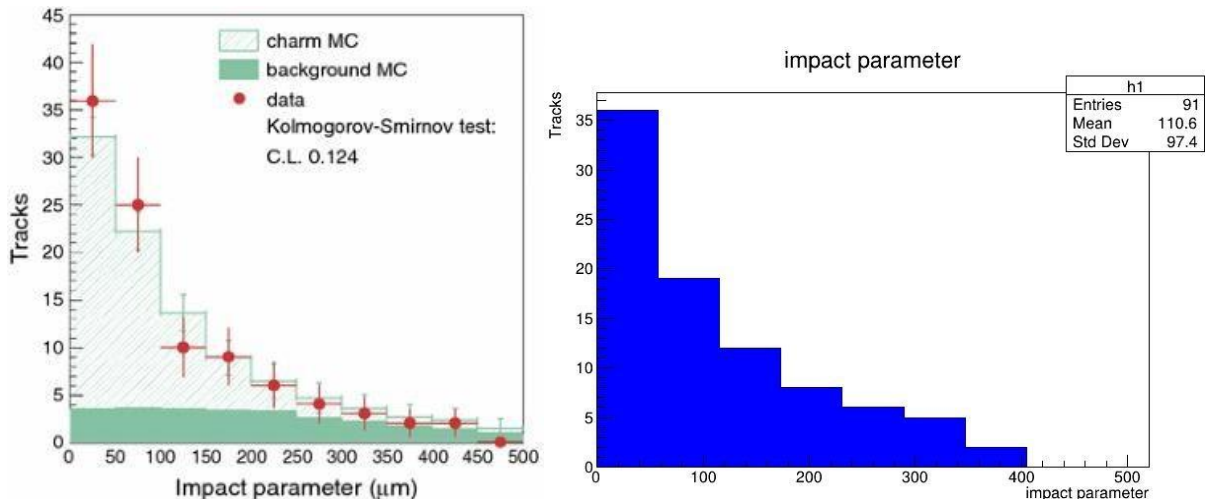 45
40
35
30
25
20
15
10
5
0
Tracks
charm MC
background MC
data
Kolmogorov-Smirnov test:
C.L. 0.124
0 50 100 150 200 250 300 350 400 450 500
Impact parameter (μm)
impact parameter
h1
Entries 91
Mean 110.6
Std Dev 97.4
Tracks
35
30
25
20
15
10
5
0
0 100 200 300 400 500
impact parameter